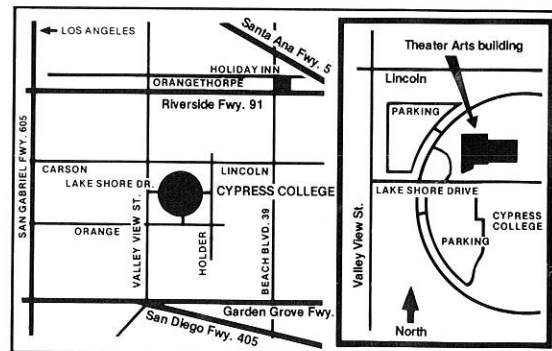 ← LOS ANGELES
Santa Ana Fwy. 5
HOLIDAY INN
ORANGETHORPE
Riverside Fwy. 91
SAN GABRIEL FWY. 605
CARSON
LINCOLN
LAKE SHORE DR.
CYPRESS COLLEGE
VALLEY VIEW ST.
HOLDER
BEACH BLVD. 39
ORANGE
Garden Grove Fwy.
San Diego Fwy. 405
Theater Arts building
Lincoln
PARKING
LAKE SHORE DRIVE
Valley View St.
CYPRESS
COLLEGE
PARKING
North